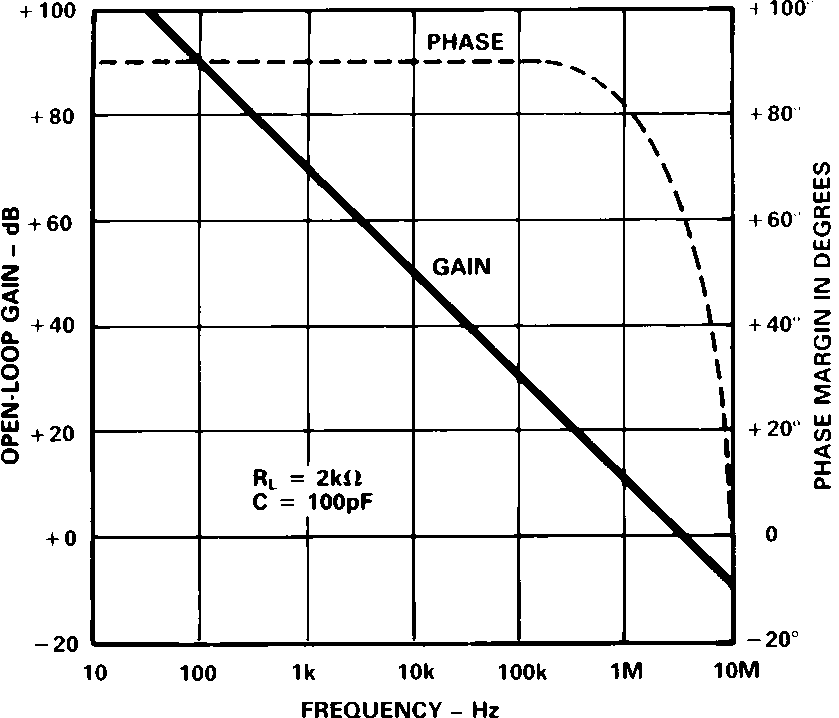 + 100
+ 80
+ 60
+ 40
+ 20
+ 0
– 20
OPEN-LOOP GAIN – dB
PHASE
GAIN
RL = 2kΩ
C = 100pF
+ 100°
+ 80°
+ 60°
+ 40°
+ 20°
0
– 20°
PHASE MARGIN IN DEGREES
10 100 1k 10k 100k 1M 10M
FREQUENCY – Hz